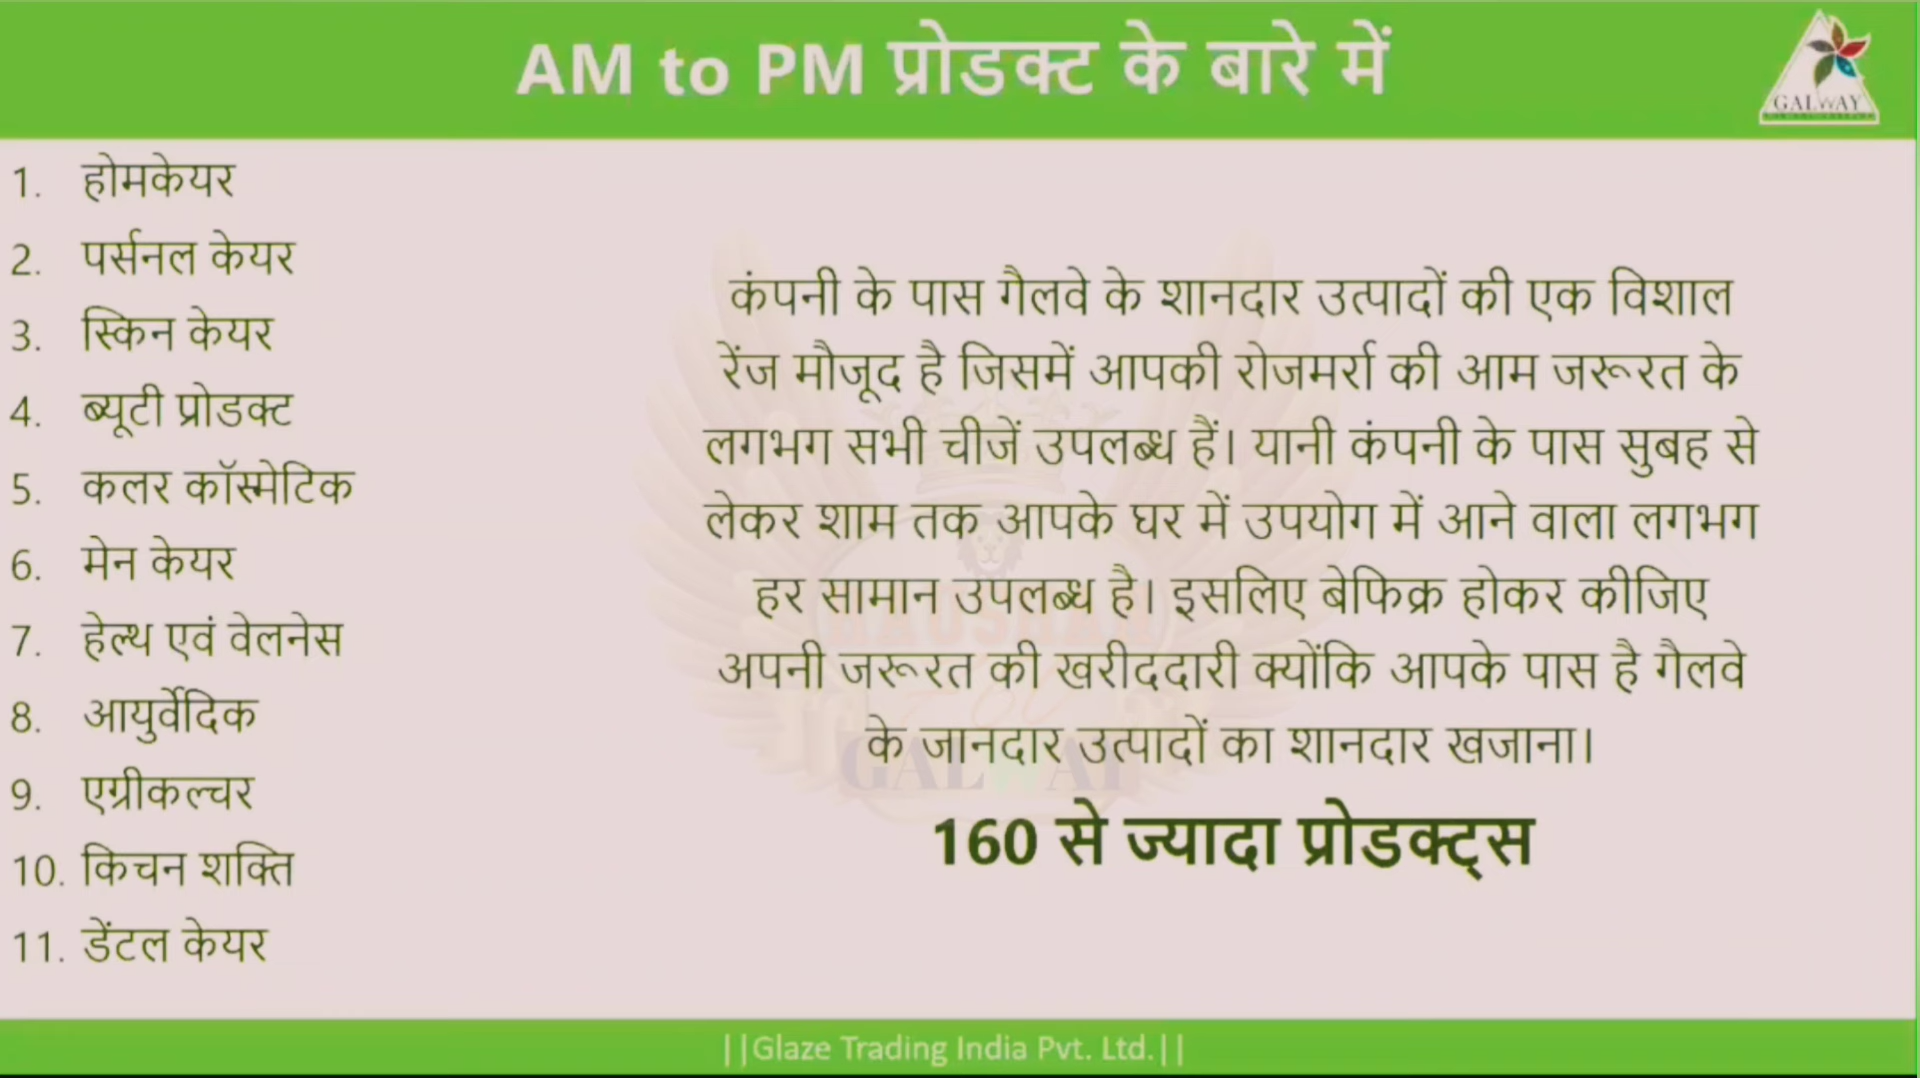 AM to PM प्रोडक्ट के बारे में
GALWAY
1. होमकेयर
2. पर्सनल केयर
3. स्किन केयर
4. ब्यूटी प्रोडक्ट
5. कलर कॉस्मेटिक
6. मेन केयर
7. हेल्थ एवं वेलनेस
8. आयुर्वेदिक
9. एग्रीकल्चर
10. किचन शक्ति
11. डेंटल केयर
कंपनी के पास गैलवे के शानदार उत्पादों की एक विशाल
रेंज मौजूद है जिसमें आपकी रोजमर्रा की आम जरूरत के
लगभग सभी चीजें उपलब्ध हैं। यानी कंपनी के पास सुबह से
लेकर शाम तक आपके घर में उपयोग में आने वाला लगभग
हर सामान उपलब्ध है। इसलिए बेफिक्र होकर कीजिए
अपनी जरूरत की खरीददारी क्योंकि आपके पास है गैलवे
के जानदार उत्पादों का शानदार खजाना।
160 से ज्यादा प्रोडक्ट्स
||Glaze Trading India Pvt. Ltd.||